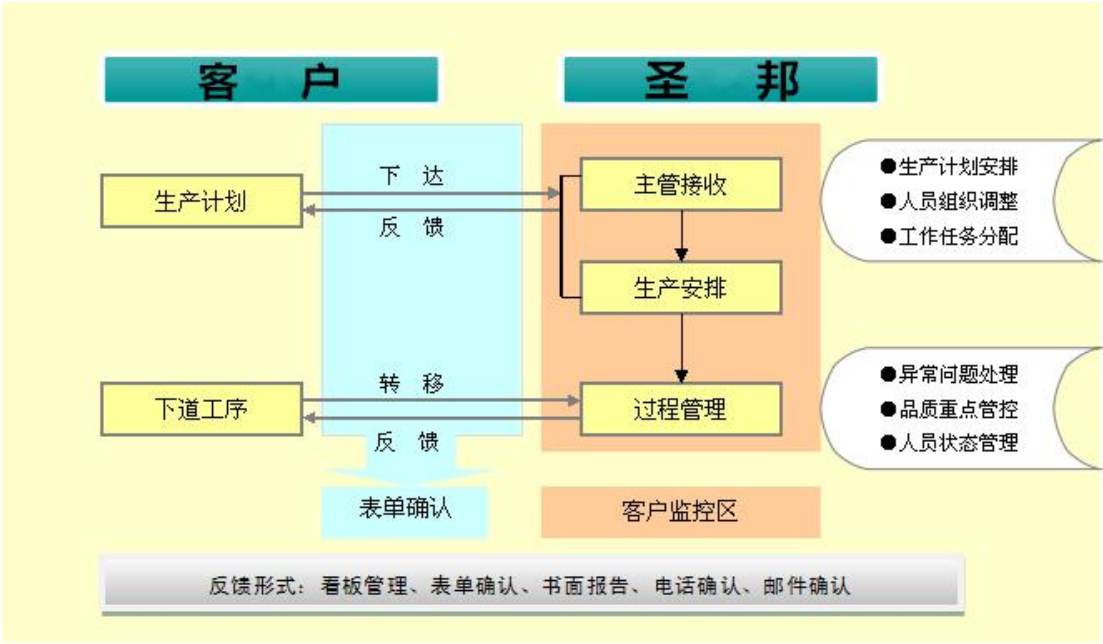 客 户
圣 邦
下 达
生产计划
反 馈
主管接收
●生产计划安排
●人员组织调整
●工作任务分配
生产安排
转 移
下道工序
反 馈
过程管理
●异常问题处理
●品质重点管控
●人员状态管理
表单确认
客户监控区
反馈形式：看板管理、表单确认、书面报告、电话确认、邮件确认